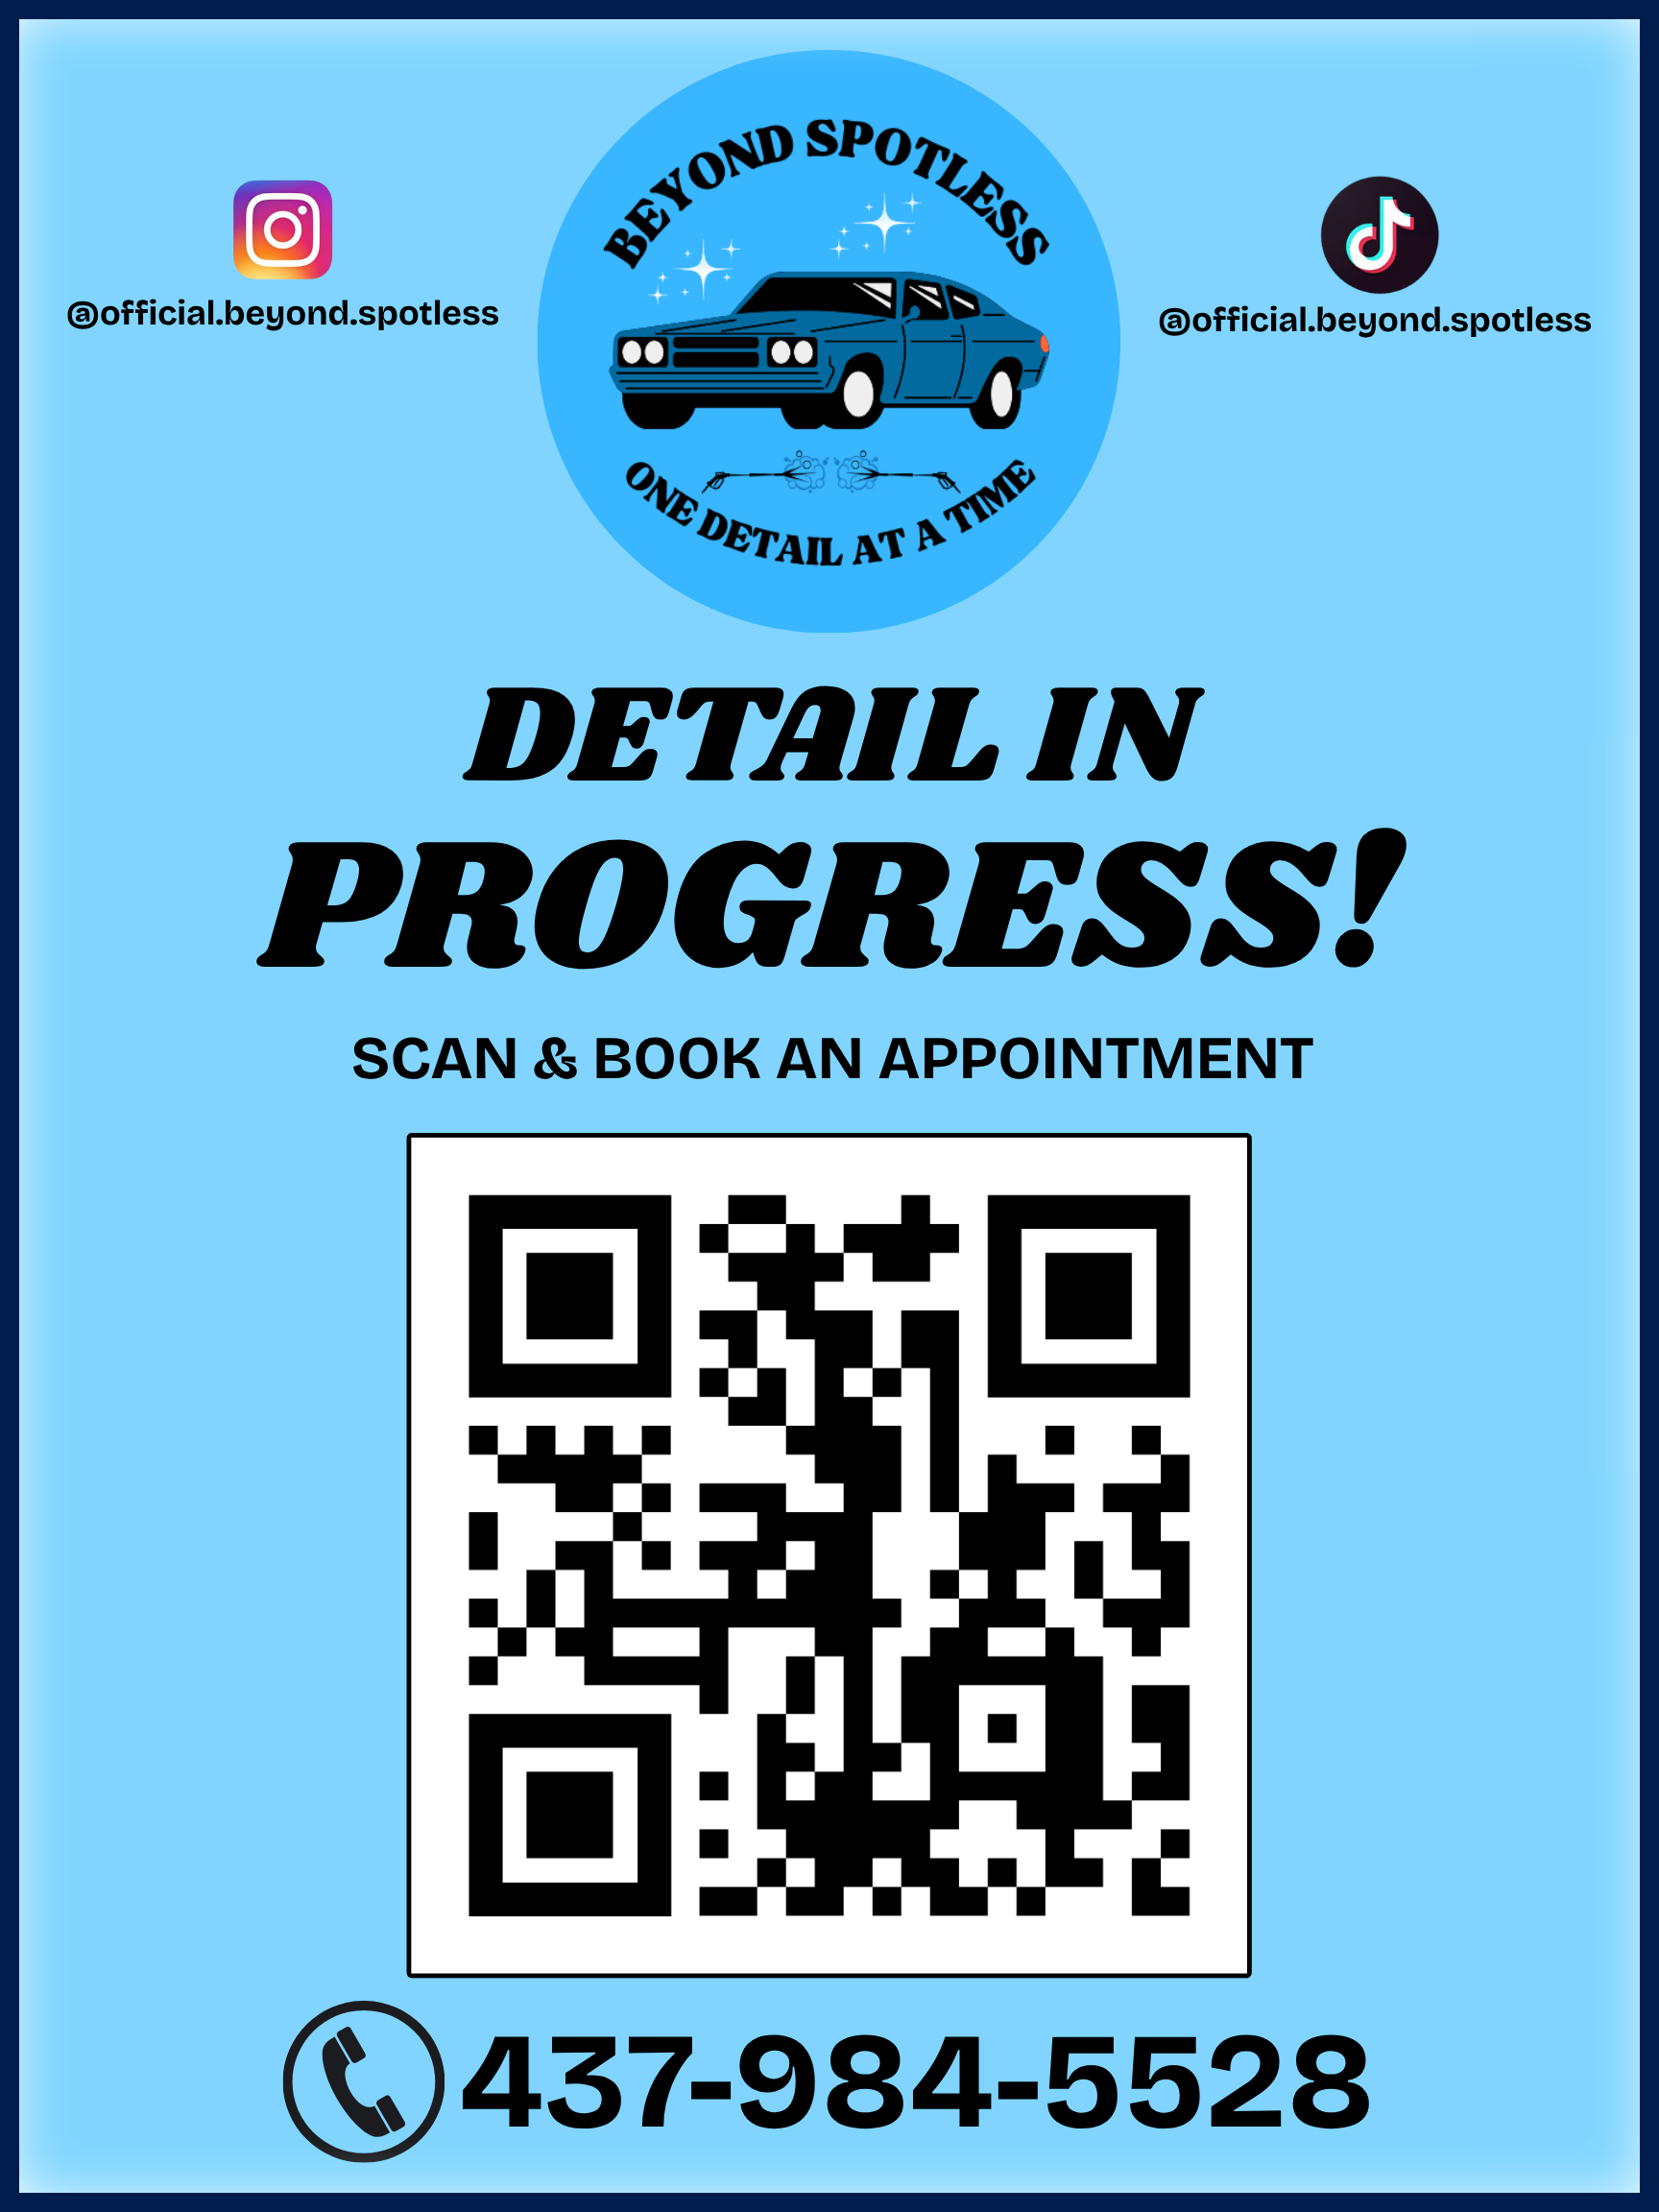 BEYOND SPOTLESS
@official.beyond.spotless
@official.beyond.spotless
ONE DETAIL AT A TIME
DETAIL IN
PROGRESS!
SCAN & BOOK AN APPOINTMENT
437-984-5528